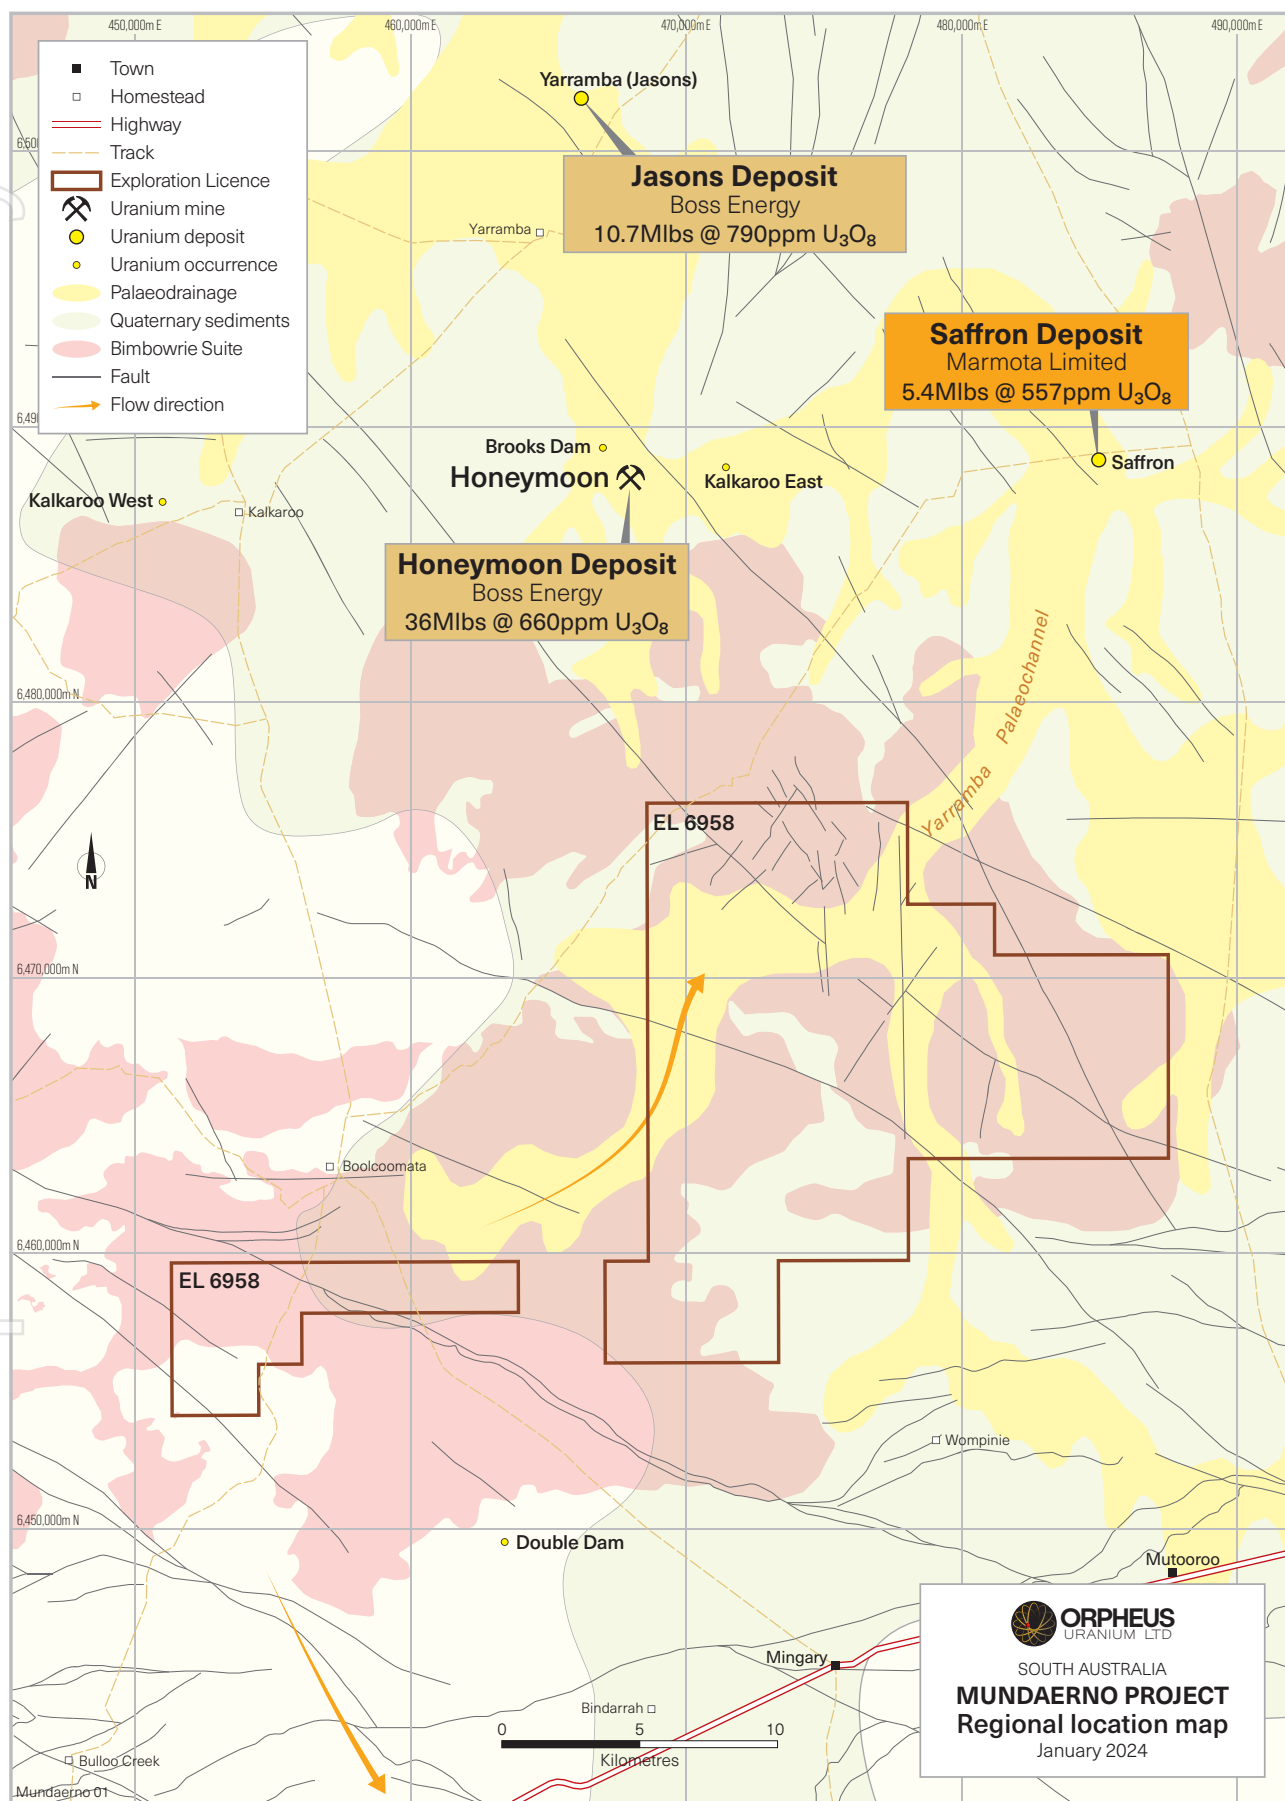 450,000m E
460,000m E
470,000m E
480,000m E
490,000m E
Town
Homestead
Highway
Track
Exploration Licence
Uranium mine
Uranium deposit
Uranium occurrence
Palaeodrainage
Quaternary sediments
Bimbowrie Suite
Fault
Flow direction
Yarramba (Jasons)
Jasons Deposit
Boss Energy
10.7Mlbs @ 790ppm U₃O₈
Yarramba
Saffron Deposit
Marmota Limited
5.4Mlbs @ 557ppm U₃O₈
Brooks Dam
Honeymoon
Kalkaroo East
Saffron
Kalkaroo West
Kalkaroo
Honeymoon Deposit
Boss Energy
36Mlbs @ 660ppm U₃O₈
6,480,000m N
Yarramba Palaeochannel
EL 6958
N
6,470,000m N
Boolcoomata
6,460,000m N
EL 6958
Wompinie
6,450,000m N
Double Dam
Mutooroo
Mingary
Bindarrah
0 5 10
Kilometres
Bulloo Creek
Mundaerno 01
ORPHEUS
URANIUM LTD
SOUTH AUSTRALIA
MUNDAERNO PROJECT
Regional location map
January 2024